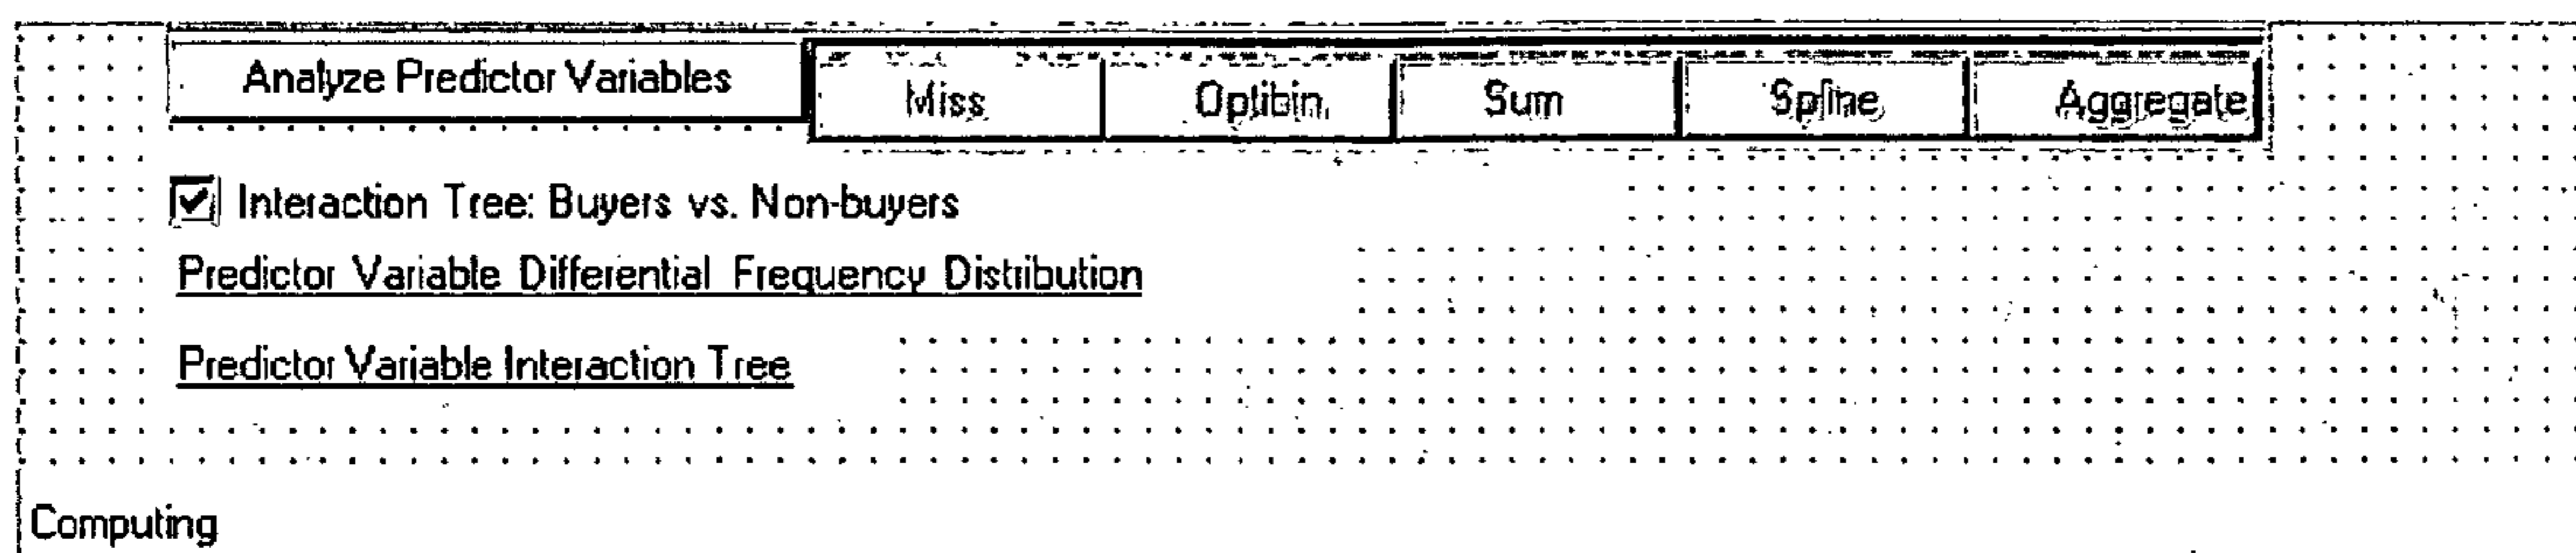 Analyze Predictor Variables Miss Optibin Sum Spline Aggregate
Interaction Tree: Buyers vs. Non-buyers
Predictor Variable Differential Frequency Distribution
Predictor Variable Interaction Tree
Computing